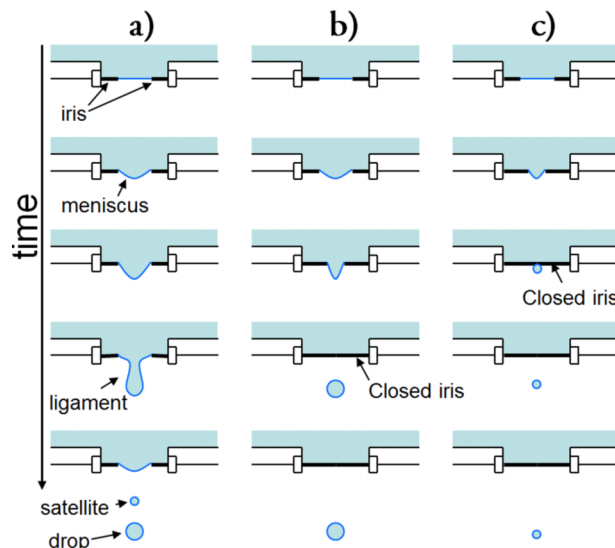 a)
b)
c)
iris
meniscus
time
Closed iris
ligament
Closed iris
satellite
drop